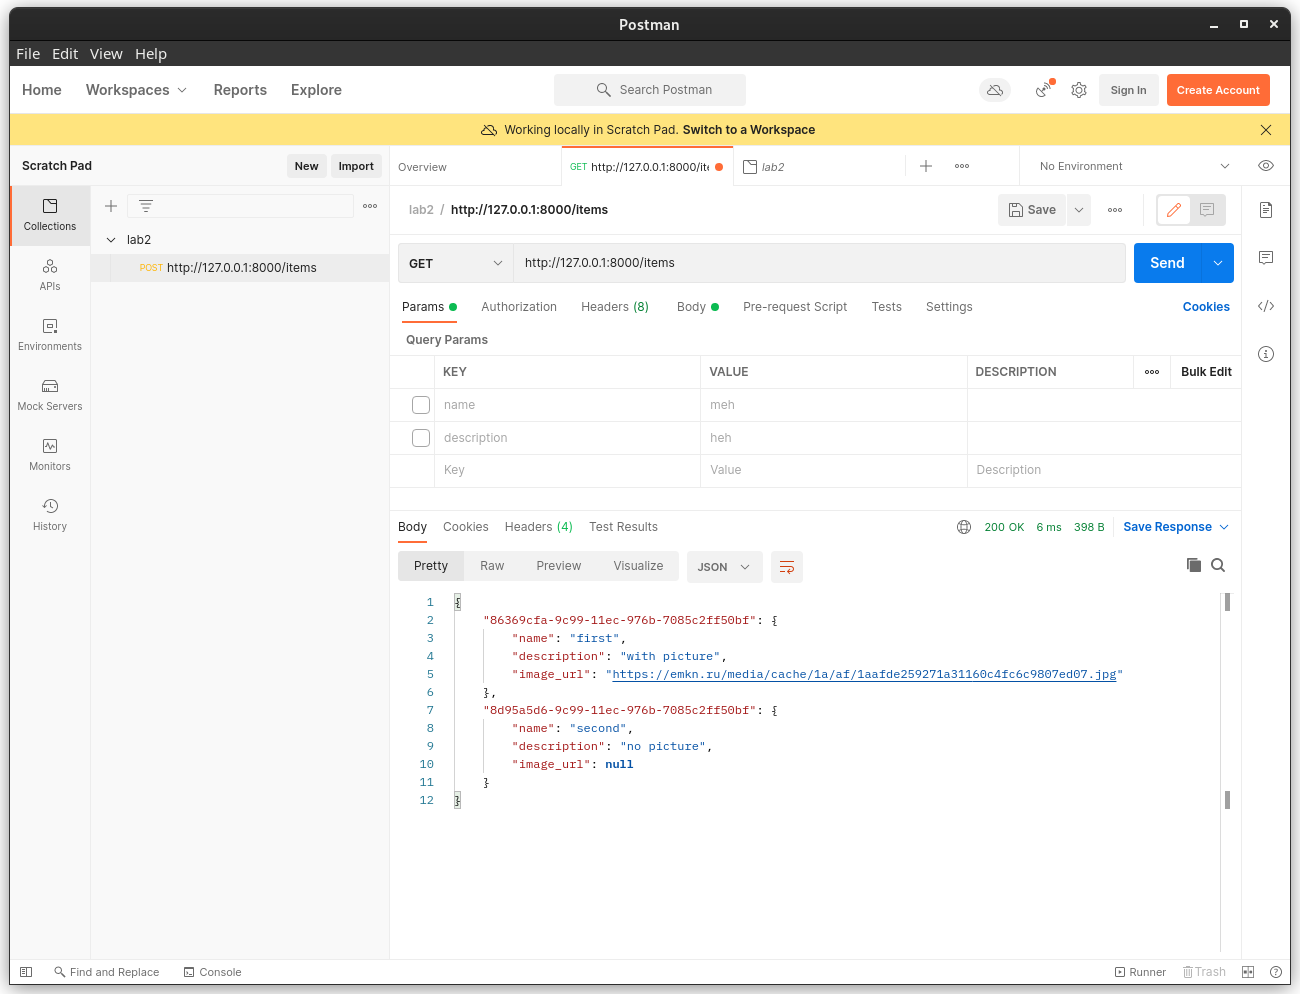 Postman
File Edit View Help
Home Workspaces Reports Explore Search Postman Sign In Create Account
Working locally in Scratch Pad. Switch to a Workspace
Scratch Pad New Import Overview GET http://127.0.0.1:8000/ite lab2 No Environment
Collections
APIs
Environments
Mock Servers
Monitors
History
lab2
POST http://127.0.0.1:8000/items
lab2 / http://127.0.0.1:8000/items Save
GET http://127.0.0.1:8000/items Send
Params Authorization Headers (8) Body Pre-request Script Tests Settings Cookies
Query Params
KEY VALUE DESCRIPTION Bulk Edit
name meh
description heh
Key Value Description
Body Cookies Headers (4) Test Results 200 OK 6 ms 398 B Save Response
Pretty Raw Preview Visualize JSON
1 {
2 "86369cfa-9c99-11ec-976b-7085c2ff50bf": {
3 "name": "first",
4 "description": "with picture",
5 "image_url": "https://emkn.ru/media/cache/1a/af/1aafde259271a31160c4fc6c9807ed07.jpg"
6 },
7 "8d95a5d6-9c99-11ec-976b-7085c2ff50bf": {
8 "name": "second",
9 "description": "no picture",
10 "image_url": null
11 }
12 }
Find and Replace Console Runner Trash